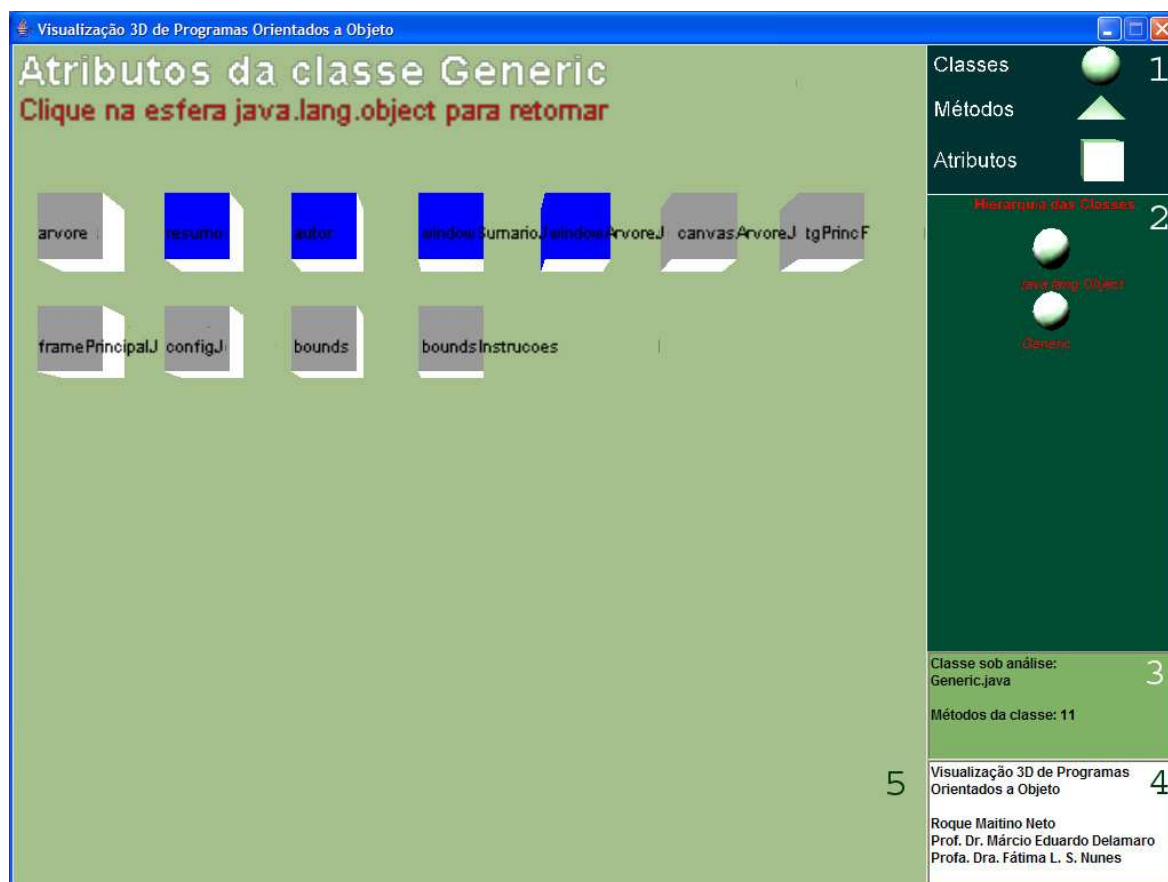 Visualização 3D de Programas Orientados a Objeto
Atributos da classe Generic
Clique na esfera java.lang.object para retornar
arvore
resumo
autor
windowSumarioJ
windowArvoreJ
canvasArvoreJ
tgPrincF
framePrincipalJ
configJ
bounds
boundsInstrucoes
5
Classes
1
Métodos
Atributos
Hierarquia das Classes
2
java.lang.Object
Generic
Classe sob análise:
3
Generic.java
Métodos da classe: 11
Visualização 3D de Programas
4
Orientados a Objeto
Roque Maitino Neto
Prof. Dr. Márcio Eduardo Delamaro
Profa. Dra. Fátima L. S. Nunes